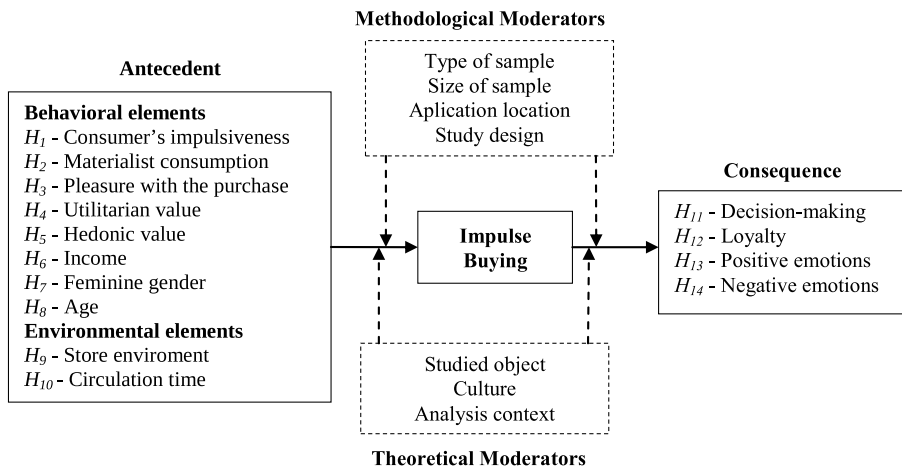 Methodological Moderators
Type of sample
Size of sample
Aplication location
Study design
Antecedent
Behavioral elements
H1 - Consumer’s impulsiveness
H2 - Materialist consumption
H3 - Pleasure with the purchase
H4 - Utilitarian value
H5 - Hedonic value
H6 - Income
H7 - Feminine gender
H8 - Age
Environmental elements
H9 - Store enviroment
H10 - Circulation time
Impulse
Buying
Consequence
H11 - Decision-making
H12 - Loyalty
H13 - Positive emotions
H14 - Negative emotions
Studied object
Culture
Analysis context
Theoretical Moderators